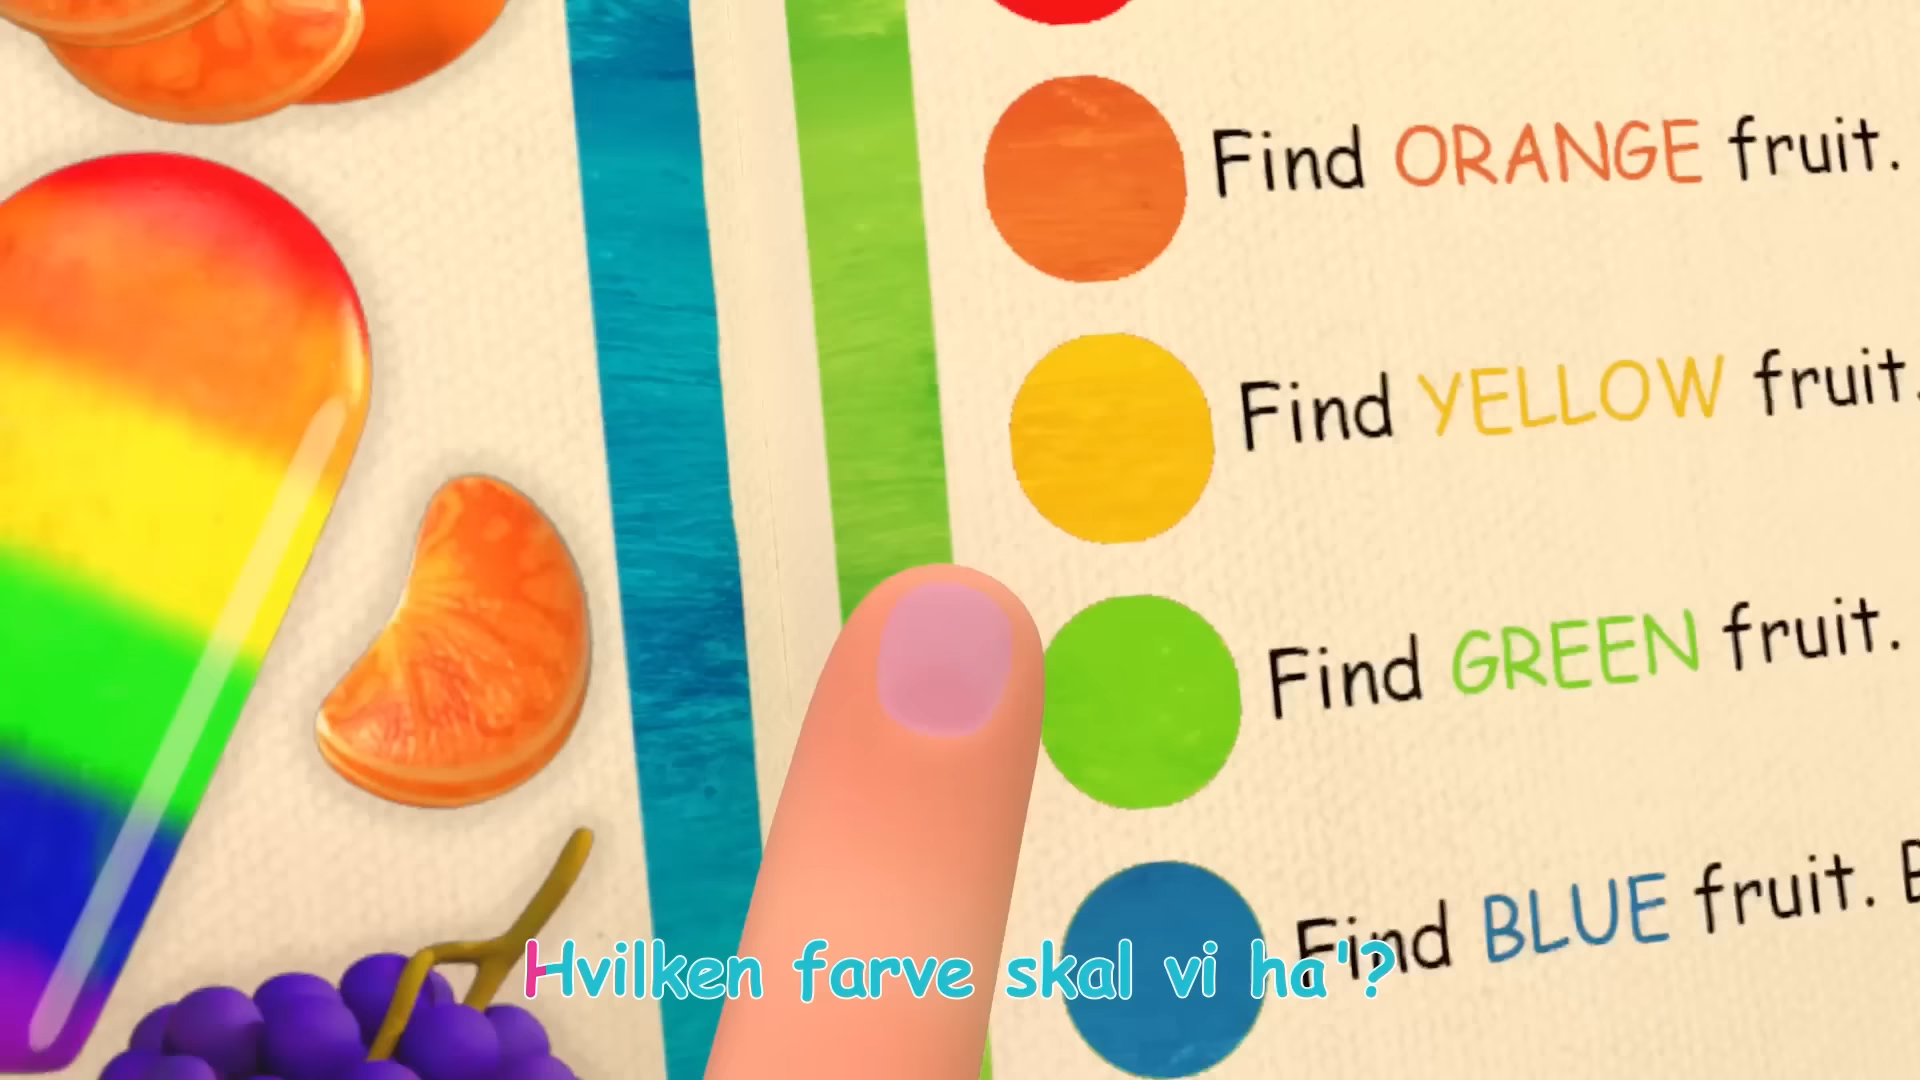 Find ORANGE fruit.
Find YELLOW fruit.
Find GREEN fruit.
Find BLUE fruit.
Hvilken farve skal vi ha'?